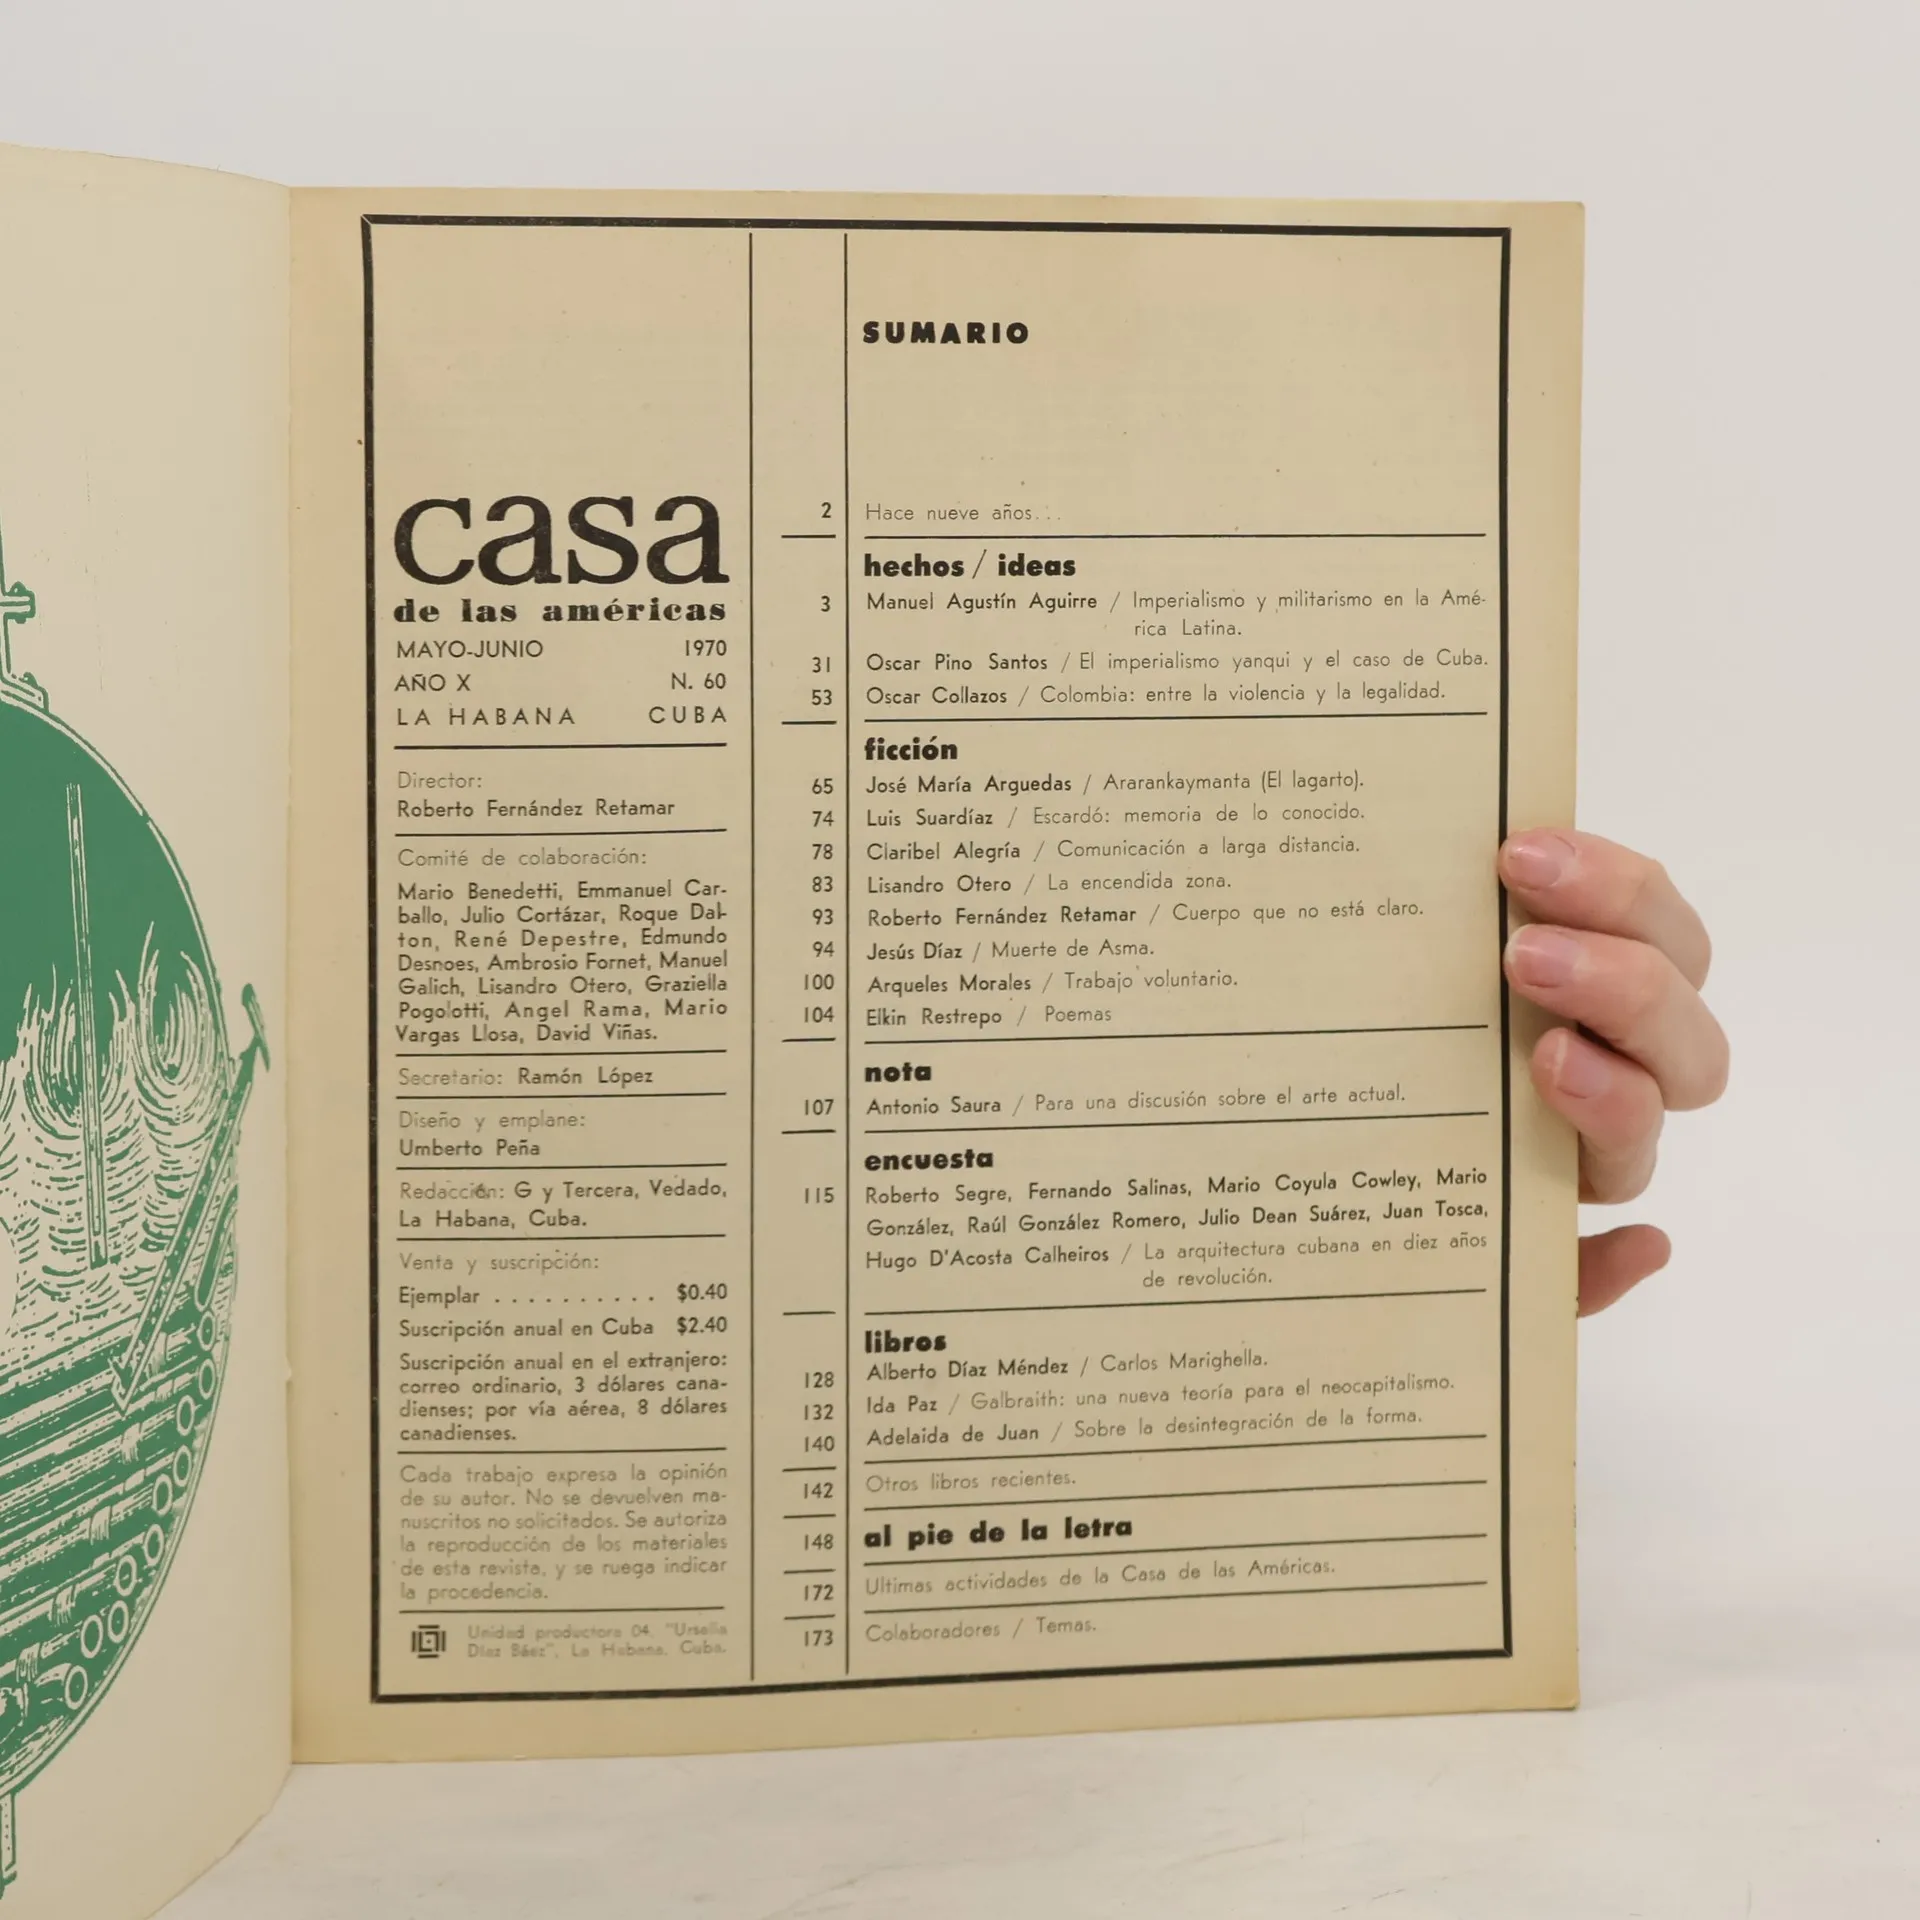 casa
de las américas
MAYO-JUNIO 1970
AÑO X N. 60
LA HABANA CUBA
Director:
Roberto Fernández Retamar
Comité de colaboración:
Mario Benedetti, Emmanuel Car-
ballo, Julio Cortázar, Roque Dal-
ton, René Depestre, Edmundo
Desnoes, Ambrosio Fornet, Manuel
Galich, Lisandro Otero, Graziella
Pogolotti, Angel Rama, Mario
Vargas Llosa, David Viñas.
Secretario: Ramón López
Diseño y emplane:
Umberto Peña
Redacción: G y Tercera, Vedado,
La Habana, Cuba.
Venta y suscripción:
Ejemplar . . . . . . . . . . $0.40
Suscripción anual en Cuba $2.40
Suscripción anual en el extranjero:
correo ordinario, 3 dólares cana-
dienses; por vía aérea, 8 dólares
canadienses.
Cada trabajo expresa la opinión
de su autor. No se devuelven ma-
nuscritos no solicitados. Se autoriza
la reproducción de los materiales
de esta revista, y se ruega indicar
la procedencia.
Unidad productora 04, "Urselia
Díaz Báez", La Habana. Cuba.
SUMARIO
2 Hace nueve años...
hechos / ideas
3 Manuel Agustín Aguirre / Imperialismo y militarismo en la Amé-
rica Latina.
31 Oscar Pino Santos / El imperialismo yanqui y el caso de Cuba.
53 Oscar Collazos / Colombia: entre la violencia y la legalidad.
ficción
65 José María Arguedas / Ararankaymanta (El lagarto).
74 Luis Suardíaz / Escardó: memoria de lo conocido.
78 Claribel Alegría / Comunicación a larga distancia.
83 Lisandro Otero / La encendida zona.
93 Roberto Fernández Retamar / Cuerpo que no está claro.
94 Jesús Díaz / Muerte de Asma.
100 Arqueles Morales / Trabajo voluntario.
104 Elkin Restrepo / Poemas
nota
107 Antonio Saura / Para una discusión sobre el arte actual.
encuesta
115 Roberto Segre, Fernando Salinas, Mario Coyula Cowley, Mario
González, Raúl González Romero, Julio Dean Suárez, Juan Tosca,
Hugo D'Acosta Calheiros / La arquitectura cubana en diez años
de revolución.
libros
128 Alberto Díaz Méndez / Carlos Marighella.
132 Ida Paz / Galbraith: una nueva teoría para el neocapitalismo.
140 Adelaida de Juan / Sobre la desintegración de la forma.
142 Otros libros recientes.
148 al pie de la letra
172 Ultimas actividades de la Casa de las Américas.
173 Colaboradores / Temas.